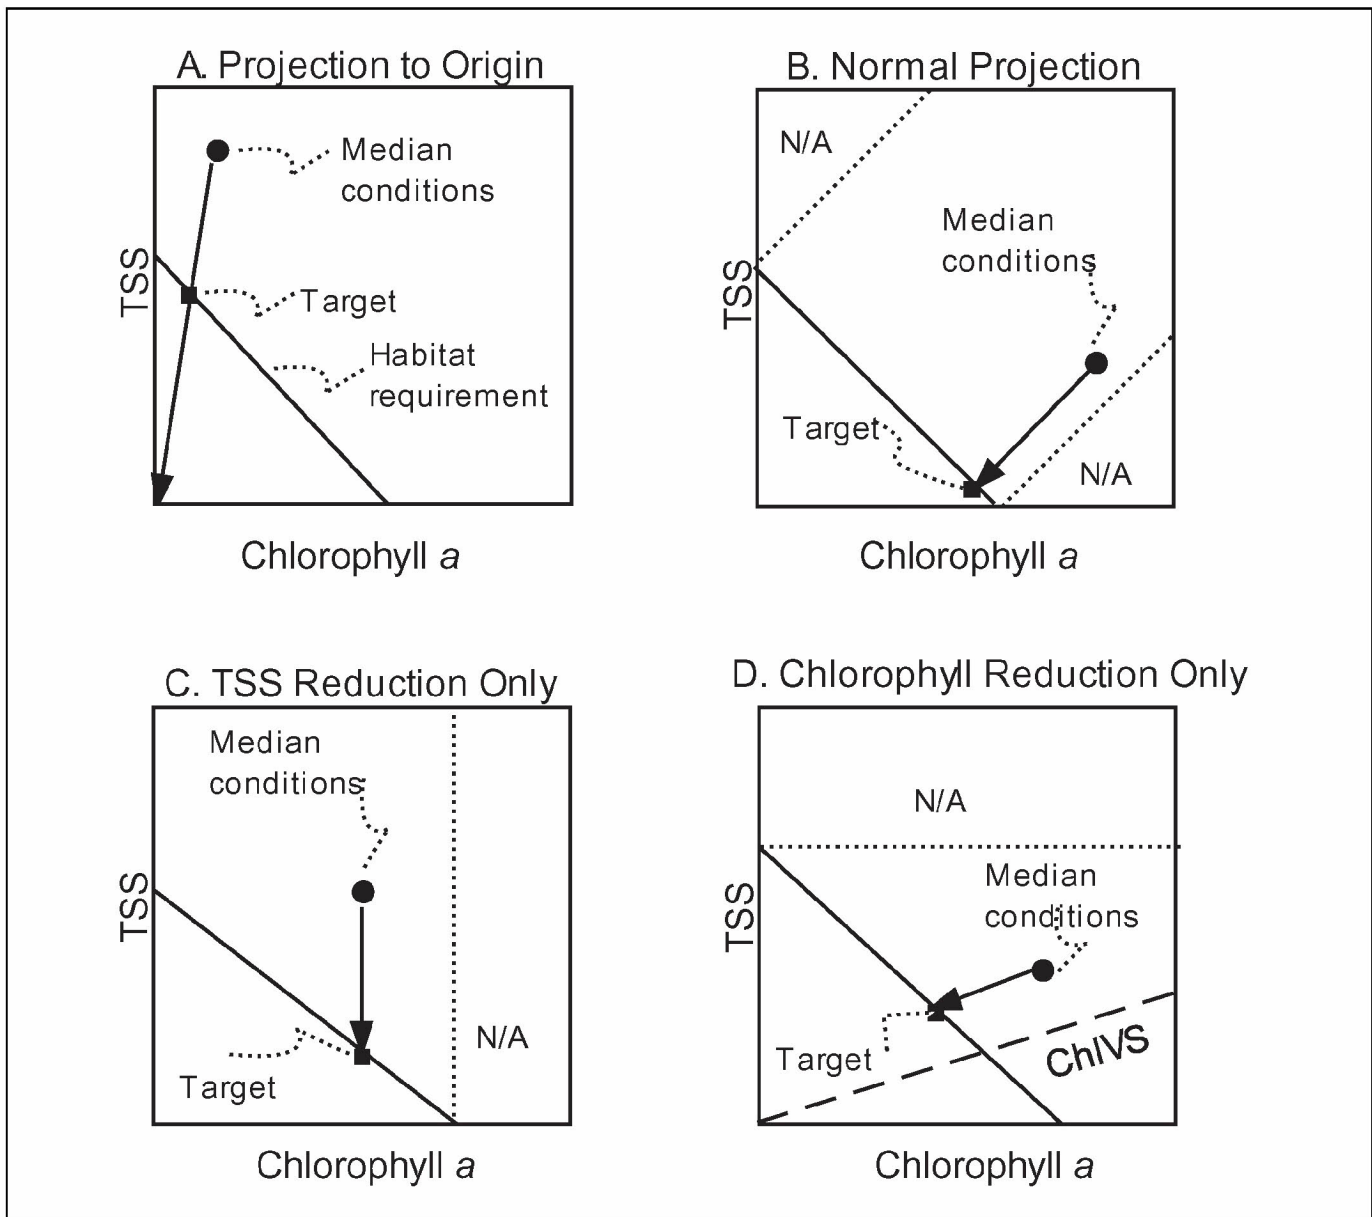 A. Projection to Origin
Median
conditions
TSS
Target
Habitat
requirement
Chlorophyll a
B. Normal Projection
N/A
Median
conditions
TSS
Target
N/A
Chlorophyll a
C. TSS Reduction Only
Median
conditions
TSS
N/A
Target
Chlorophyll a
D. Chlorophyll Reduction Only
N/A
Median
conditions
TSS
Target
ChlVS
Chlorophyll a